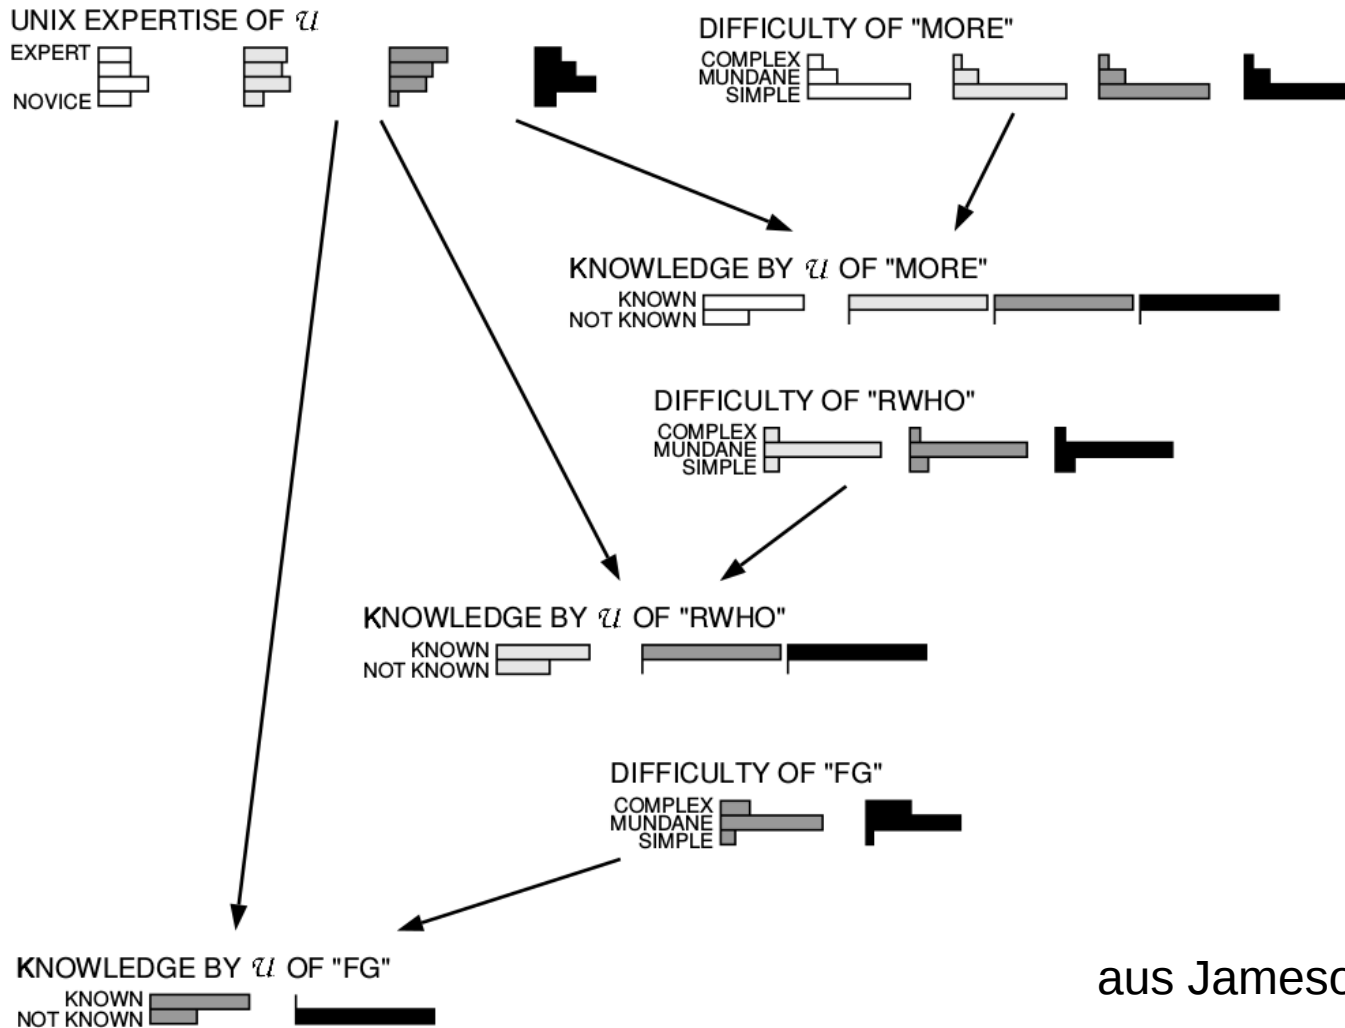 UNIX EXPERTISE OF 𝒰
EXPERT
NOVICE
DIFFICULTY OF "MORE"
COMPLEX
MUNDANE
SIMPLE
KNOWLEDGE BY 𝒰 OF "MORE"
KNOWN
NOT KNOWN
DIFFICULTY OF "RWHO"
COMPLEX
MUNDANE
SIMPLE
KNOWLEDGE BY 𝒰 OF "RWHO"
KNOWN
NOT KNOWN
DIFFICULTY OF "FG"
COMPLEX
MUNDANE
SIMPLE
KNOWLEDGE BY 𝒰 OF "FG"
KNOWN
NOT KNOWN
aus